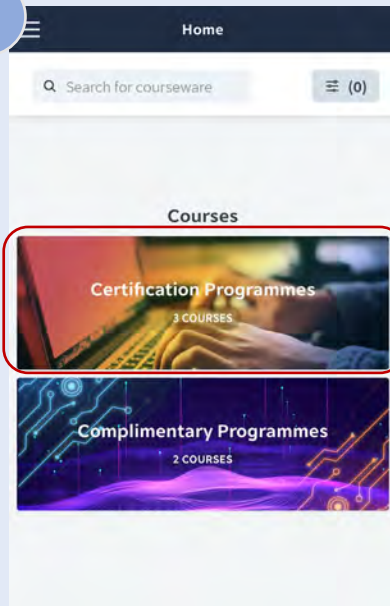 Home
Search for courseware
(0)
Courses
Certification Programmes
3 COURSES
Complimentary Programmes
2 COURSES